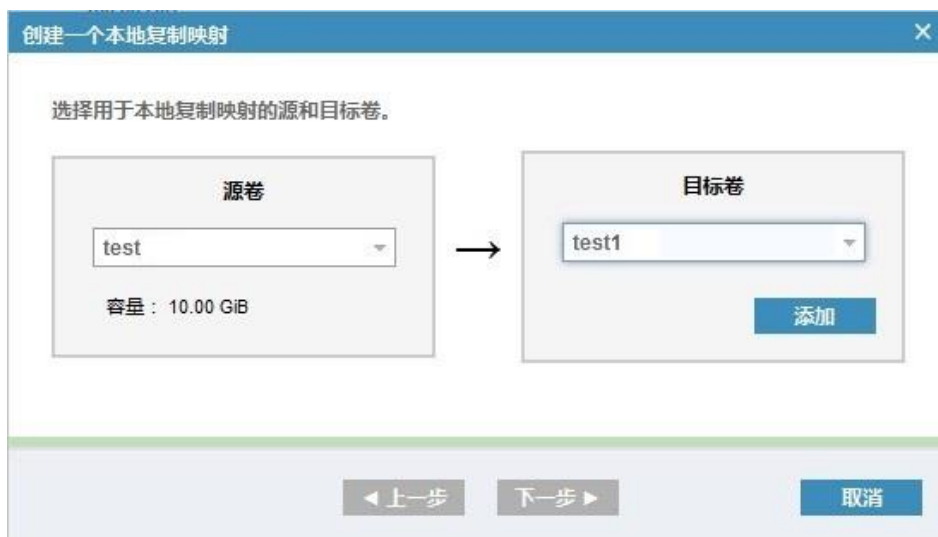 创建一个本地复制映射
选择用于本地复制映射的源和目标卷。
源卷
test
容量： 10.00 GiB
目标卷
test1
添加
上一步
下一步
取消